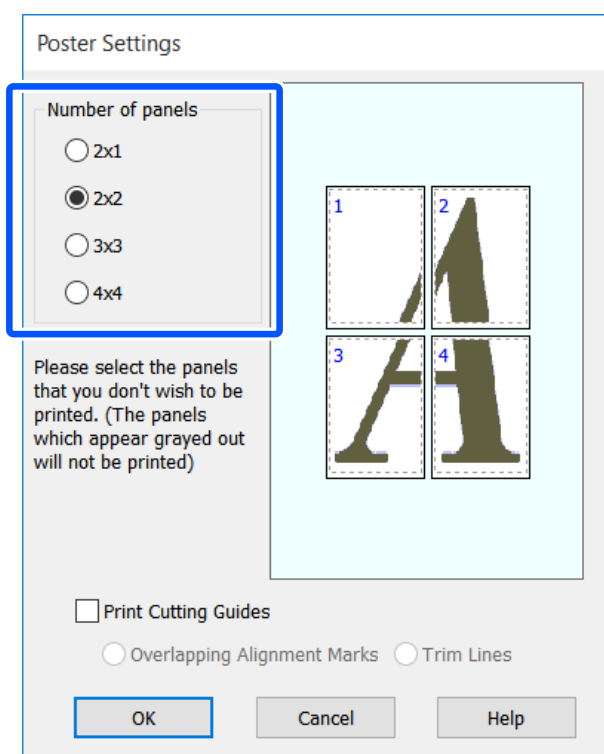 Poster Settings
Number of panels
2x1
2x2
3x3
4x4
1
2
3
4
Please select the panels
that you don't wish to be
printed. (The panels
which appear grayed out
will not be printed)
Print Cutting Guides
Overlapping Alignment Marks
Trim Lines
OK
Cancel
Help